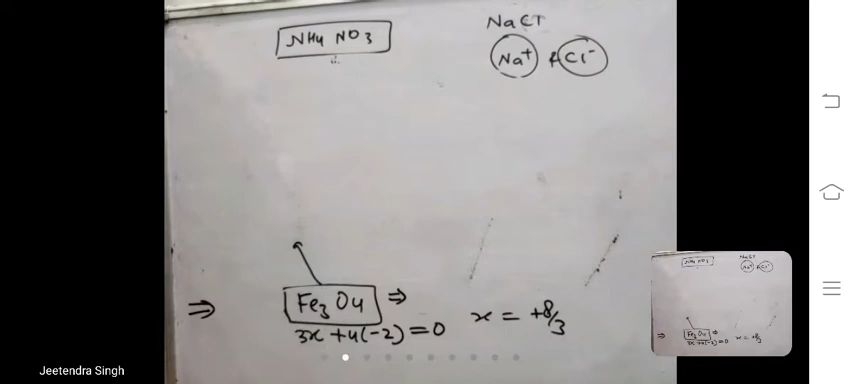 NaCl
NH4 NO3
Na+ & Cl-
⇒ Fe3O4 ⇒
3x + 4(-2) = 0 x = +8/3
Jeetendra Singh